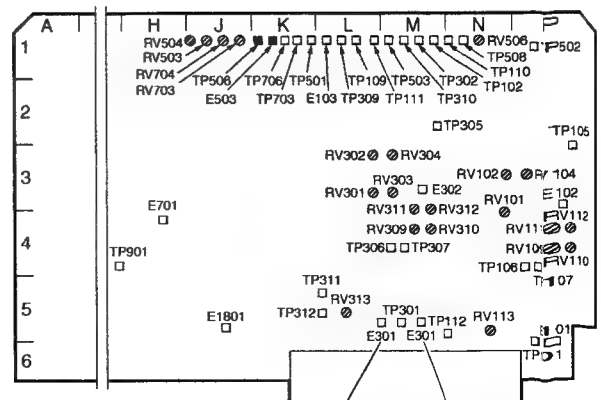 A H J K L M N P
1 RV504 RV506 TP502
RV503 TP508
RV704 TP506 TP706 TP501 TP109 TP503 TP302 TP110
RV703 E503 TP703 E103 TP309 TP111 TP310 TP102
2 TP305 TP105
RV302 RV304
3 RV303 RV102
RV301 E302 RV101
E701 RV311 RV312 RV112
4 RV309 RV310
TP306 TP307 RV110
TP901 TP106
TP311
5 TP312 RV313 TP301 TP112 RV113
E1801 E301 E301
6